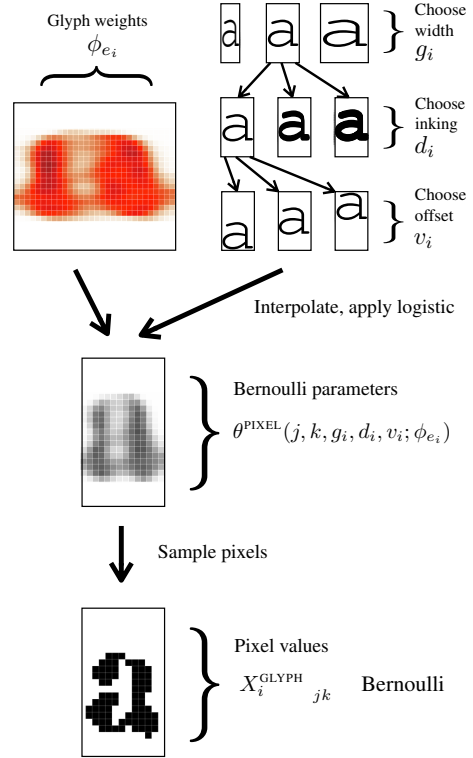 Glyph weights
ϕ_{e_i}
a a a
Choose
width
g_i
a a a
Choose
inking
d_i
a a a
Choose
offset
v_i
Interpolate, apply logistic
Bernoulli parameters
θ^{PIXEL}(j, k, g_i, d_i, v_i; ϕ_{e_i})
Sample pixels
a
Pixel values
X_i^{GLYPH} _{jk} Bernoulli